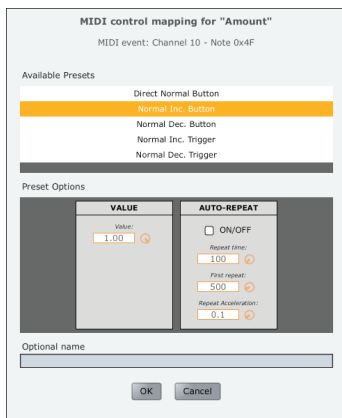 MIDI control mapping for "Amount"
MIDI event: Channel 10 - Note 0x4F
Available Presets
Direct Normal Button
Normal Inc. Button
Normal Dec. Button
Normal Inc. Trigger
Normal Dec. Trigger
Preset Options
VALUE
Value:
1.00
AUTO-REPEAT
ON/OFF
Repeat time:
100
First repeat:
500
Repeat Acceleration:
0.1
Optional name
OK Cancel